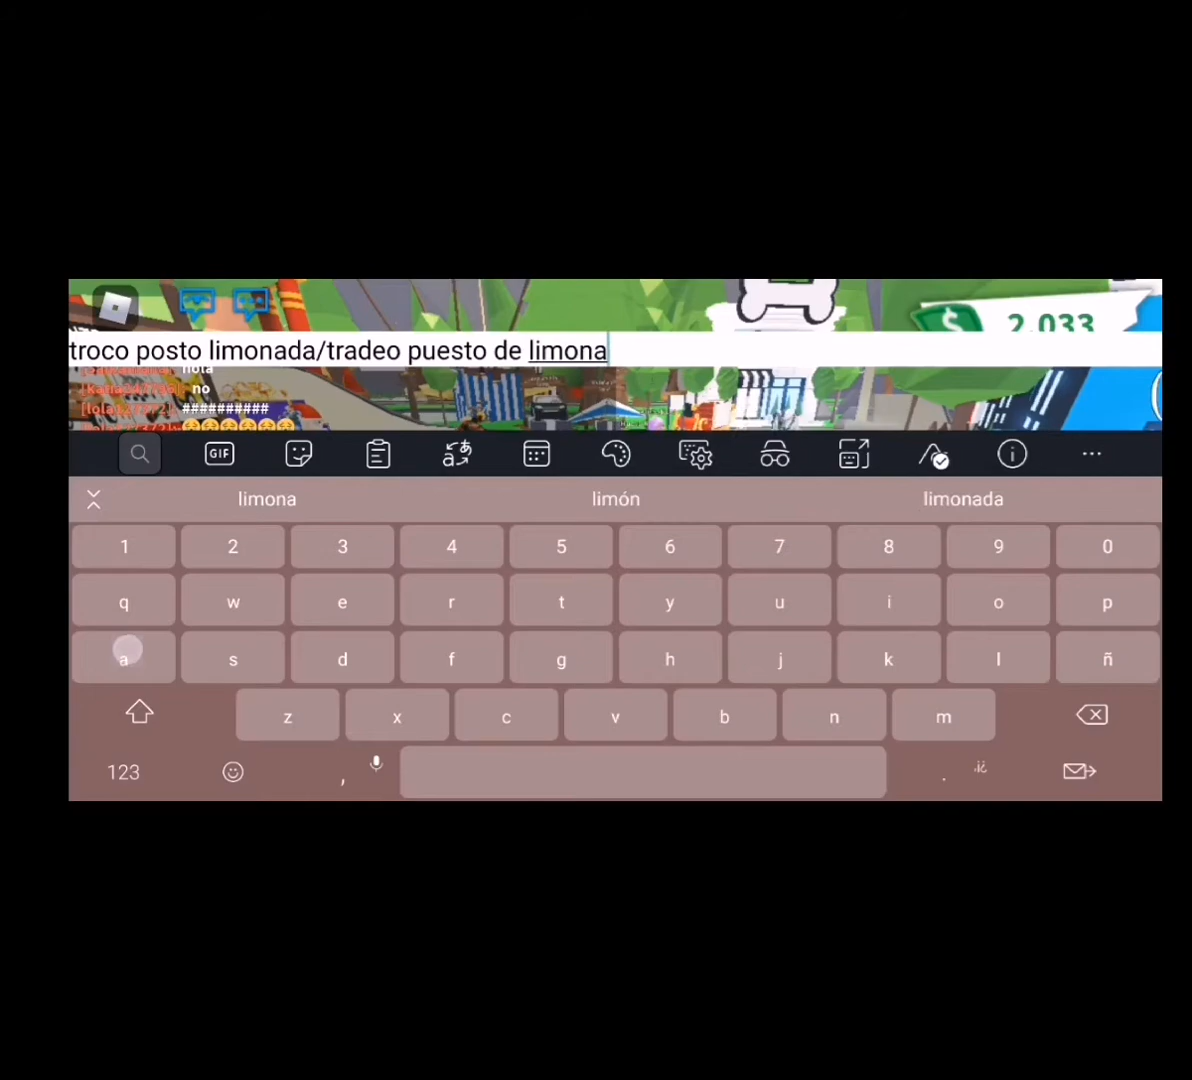 2,033
troco posto limonada/tradeo puesto de limona
no
##########
GIF
limona limón limonada
1 2 3 4 5 6 7 8 9 0
q w e r t y u i o p
a s d f g h j k l ñ
z x c v b n m
123 , . ,¡¿